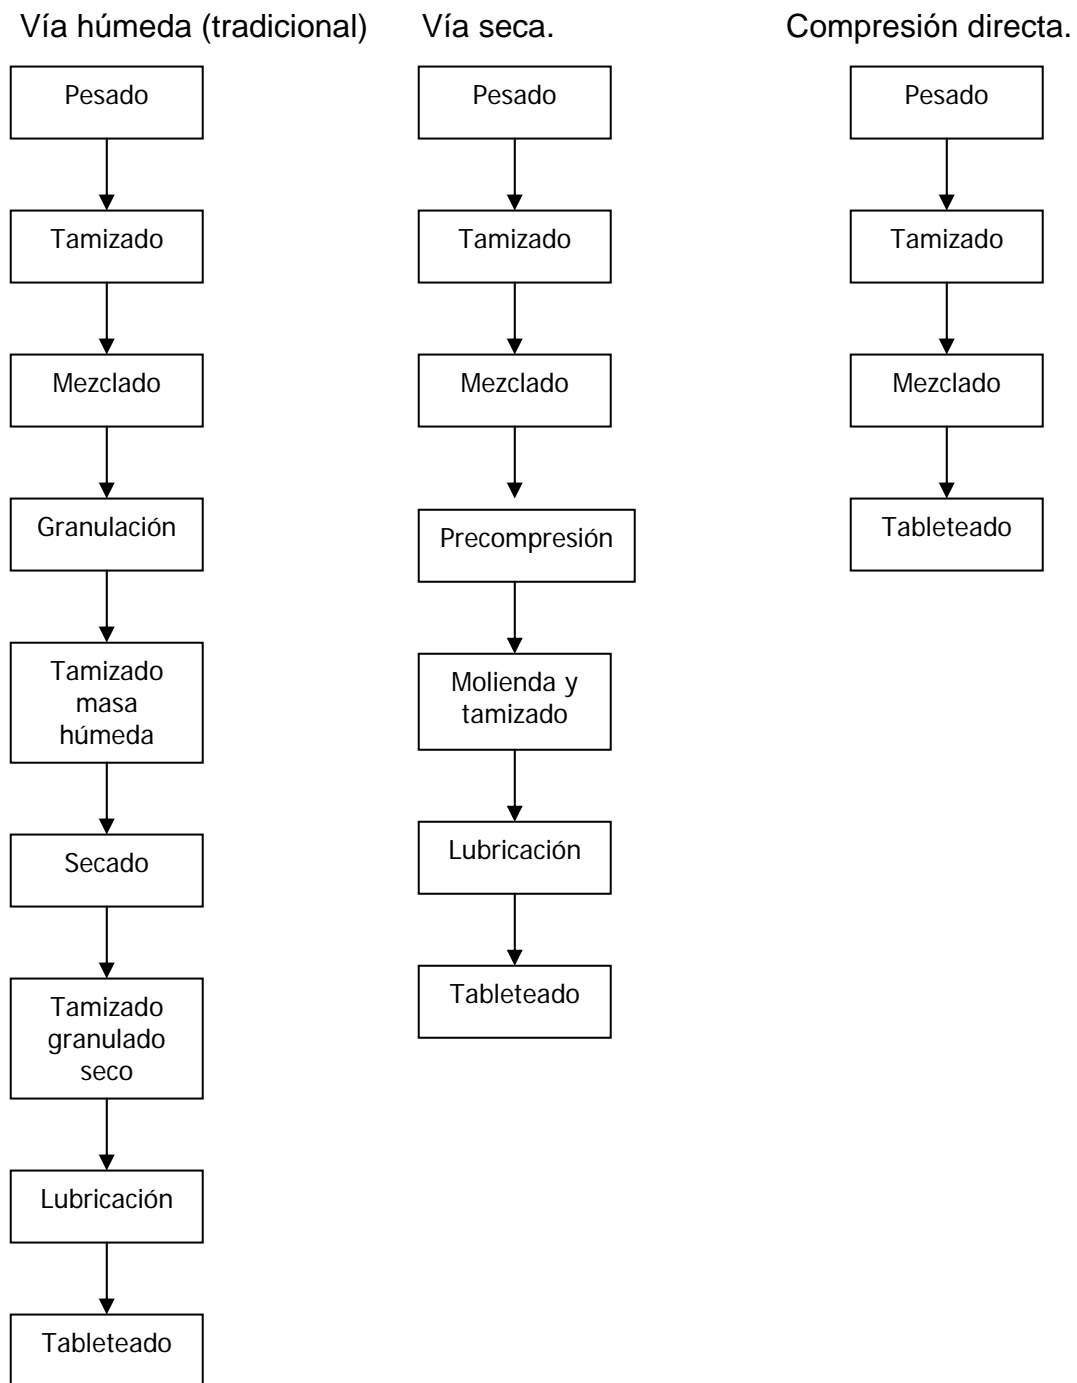 Vía húmeda (tradicional)
Pesado
Tamizado
Mezclado
Granulación
Tamizado
masa
húmeda
Secado
Tamizado
granulado
seco
Lubricación
Tableteado
Vía seca.
Pesado
Tamizado
Mezclado
Precompresión
Molienda y
tamizado
Lubricación
Tableteado
Compresión directa.
Pesado
Tamizado
Mezclado
Tableteado